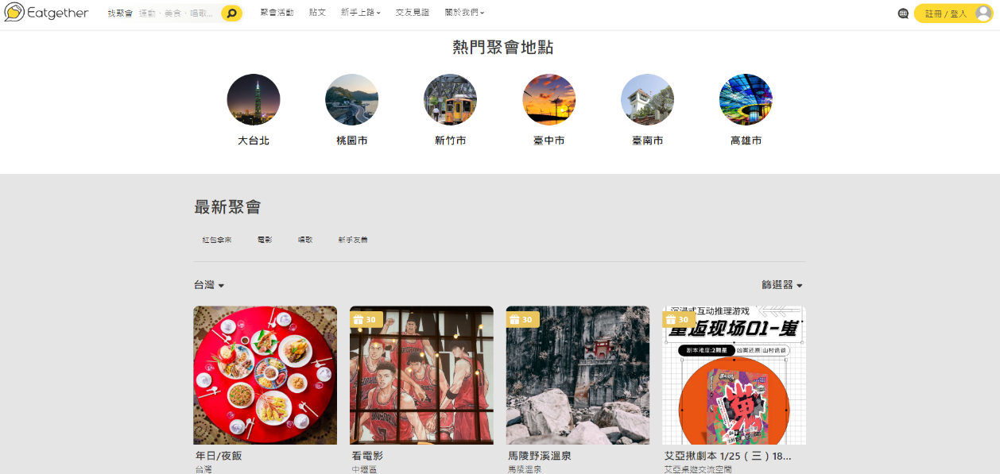 Eatgether
找聚會 運動、美食、唱歌...
聚會活動
貼文
新手上路
交友見證
關於我們
註冊 / 登入
熱門聚會地點
大台北
桃園市
新竹市
臺中市
臺南市
高雄市
最新聚會
紅包拿來
電影
唱歌
新手友善
台灣
篩選器
30
30
30
沉浸式互动推理游戏
重返现场01-嵬
剧本难度:2颗星
凶案还原|山村诡谈
年日/夜飯
台灣
看電影
中壢區
馬陵野溪溫泉
馬陵溫泉
艾亞揪劇本 1/25 ( 三 ) 18...
艾亞桌遊交流空間